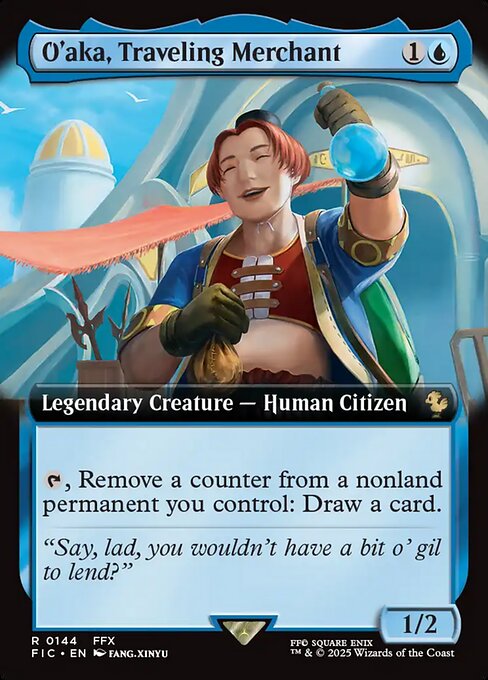 O'aka, Traveling Merchant 1
Legendary Creature — Human Citizen
, Remove a counter from a nonland
permanent you control: Draw a card.
"Say, lad, you wouldn't have a bit o' gil
to lend?"
1/2
R 0144 FFX
FIC • EN FANG.XINYU
FF© SQUARE ENIX
™ & © 2025 Wizards of the Coast